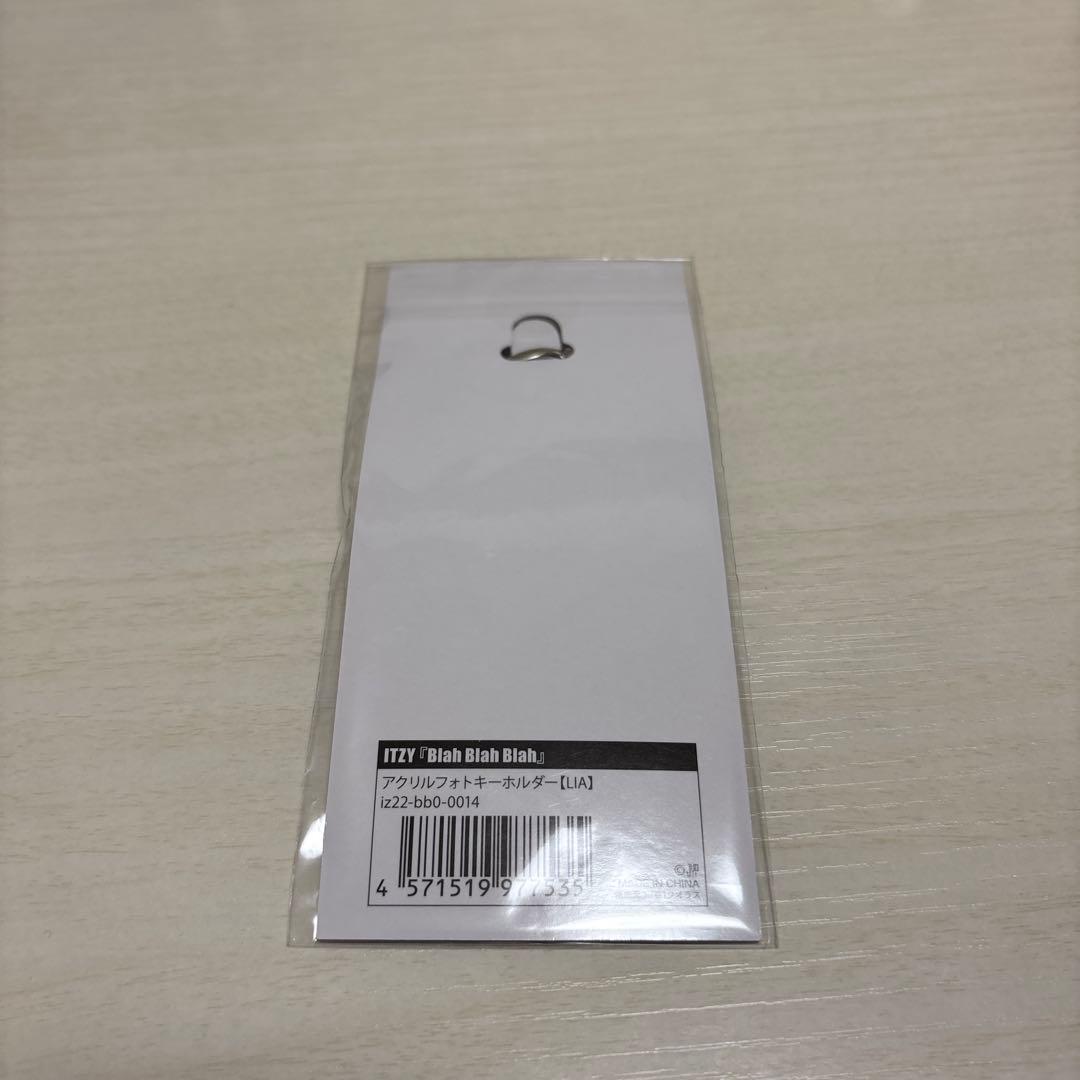 ITZY『Blah Blah Blah』
アクリルフォトキーホルダー【LIA】
iz22-bb0-0014
4 571519 977535
©JYP
MADE IN CHINA